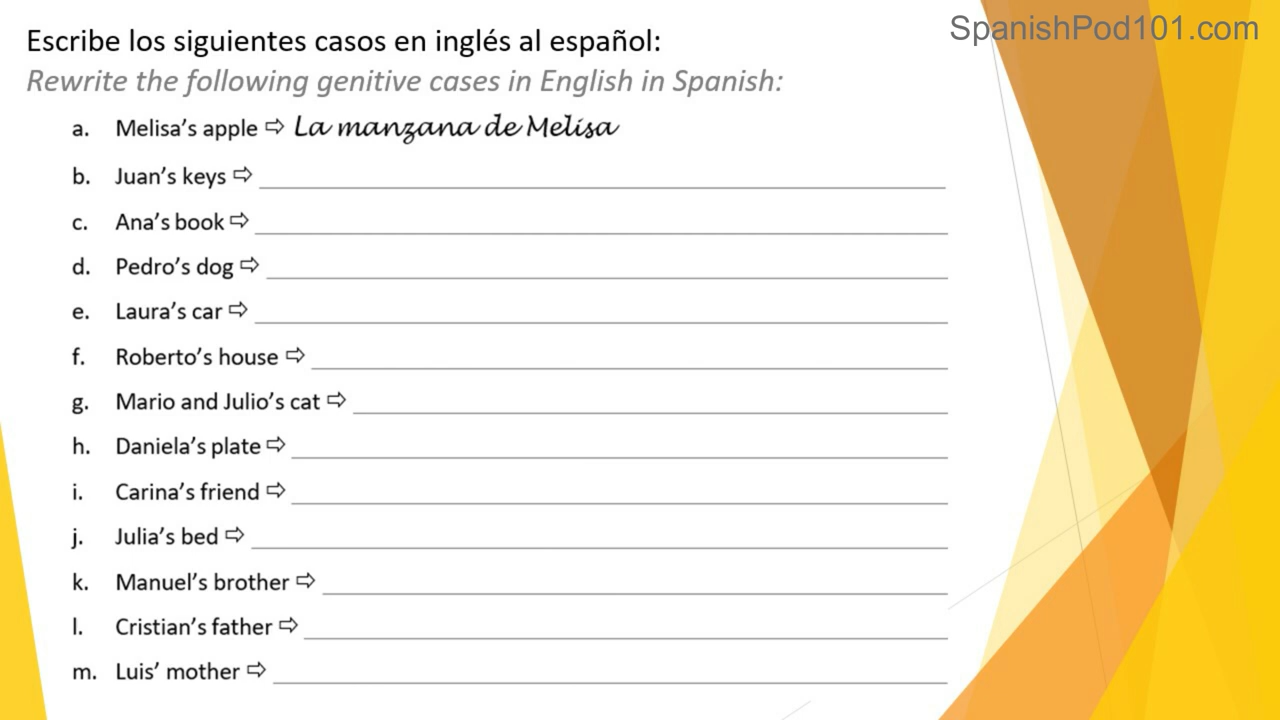 SpanishPod101.com
Escribe los siguientes casos en inglés al español:
Rewrite the following genitive cases in English in Spanish:
a. Melisa’s apple ⇨ La manzana de Melisa
b. Juan’s keys ⇨
c. Ana’s book ⇨
d. Pedro’s dog ⇨
e. Laura’s car ⇨
f. Roberto’s house ⇨
g. Mario and Julio’s cat ⇨
h. Daniela’s plate ⇨
i. Carina’s friend ⇨
j. Julia’s bed ⇨
k. Manuel’s brother ⇨
l. Cristian’s father ⇨
m. Luis’ mother ⇨